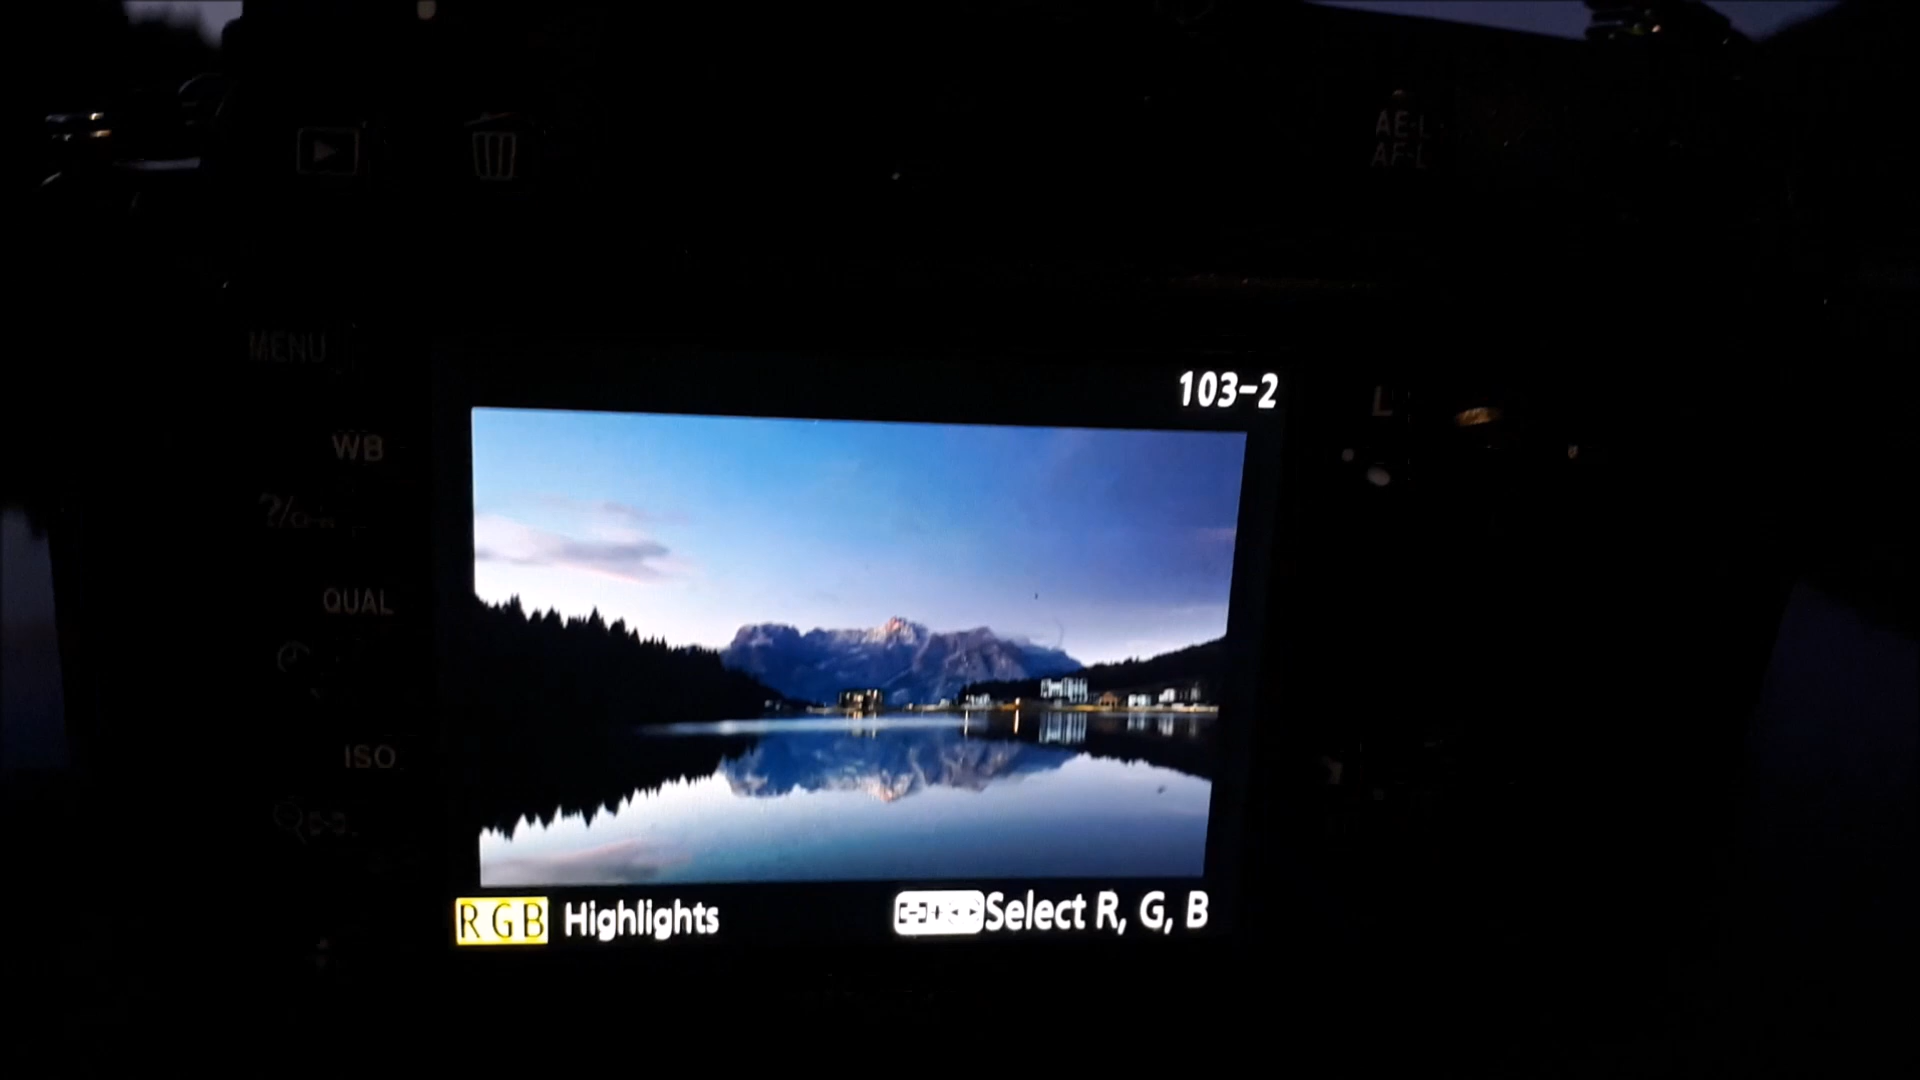 AE-L
AF-L
MENU
103-2
L
WB
?/
QUAL
ISO
RGB Highlights
Select R, G, B